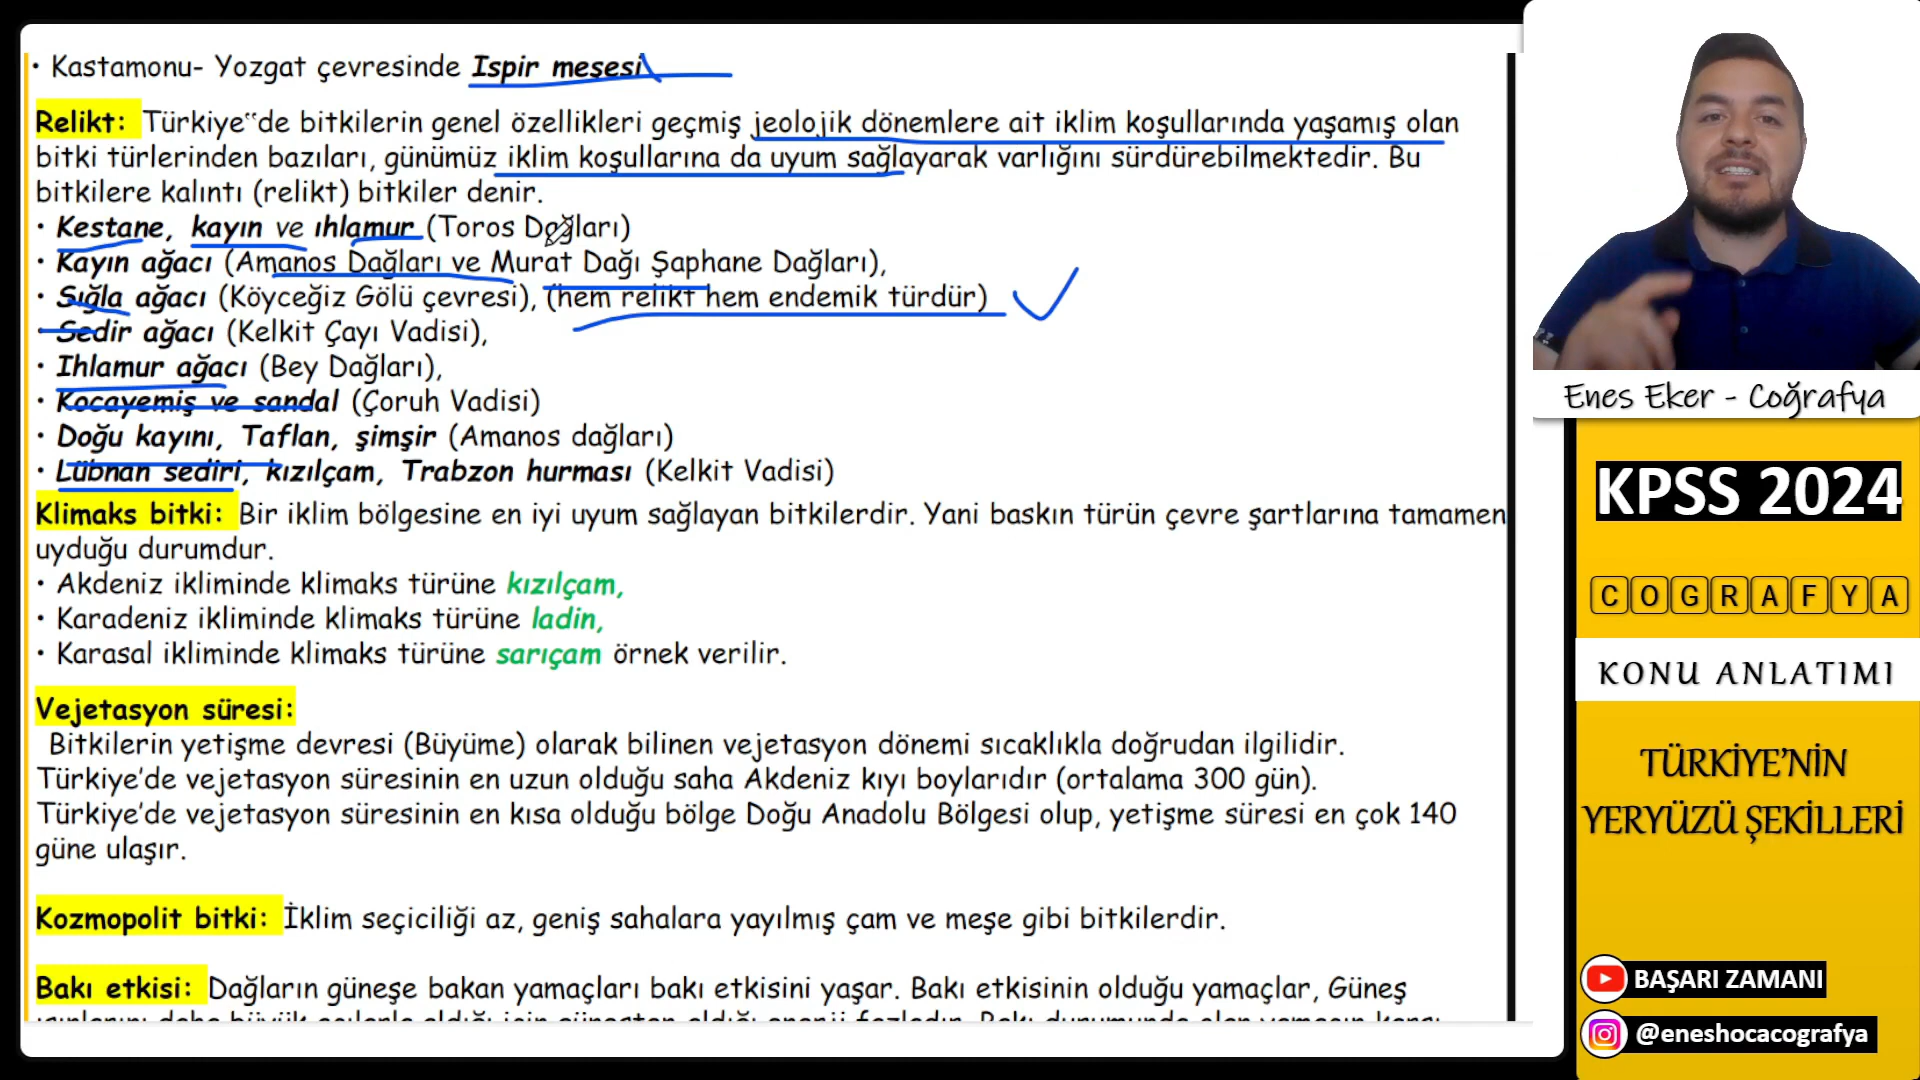 • Kastamonu- Yozgat çevresinde Ispir meşesi
Relikt: Türkiye‟de bitkilerin genel özellikleri geçmiş jeolojik dönemlere ait iklim koşullarında yaşamış olan
bitki türlerinden bazıları, günümüz iklim koşullarına da uyum sağlayarak varlığını sürdürebilmektedir. Bu
bitkilere kalıntı (relikt) bitkiler denir.
• Kestane, kayın ve ıhlamur (Toros Dağları)
• Kayın ağacı (Amanos Dağları ve Murat Dağı Şaphane Dağları),
• Sığla ağacı (Köyceğiz Gölü çevresi), (hem relikt hem endemik türdür)
• Sedir ağacı (Kelkit Çayı Vadisi),
• Ihlamur ağacı (Bey Dağları),
• Kocayemiş ve sandal (Çoruh Vadisi)
• Doğu kayını, Taflan, şimşir (Amanos dağları)
• Lübnan sediri, kızılçam, Trabzon hurması (Kelkit Vadisi)
Klimaks bitki: Bir iklim bölgesine en iyi uyum sağlayan bitkilerdir. Yani baskın türün çevre şartlarına tamamen
uyduğu durumdur.
• Akdeniz ikliminde klimaks türüne kızılçam,
• Karadeniz ikliminde klimaks türüne ladin,
• Karasal ikliminde klimaks türüne sarıçam örnek verilir.
Vejetasyon süresi:
Bitkilerin yetişme devresi (Büyüme) olarak bilinen vejetasyon dönemi sıcaklıkla doğrudan ilgilidir.
Türkiye'de vejetasyon süresinin en uzun olduğu saha Akdeniz kıyı boylarıdır (ortalama 300 gün).
Türkiye'de vejetasyon süresinin en kısa olduğu bölge Doğu Anadolu Bölgesi olup, yetişme süresi en çok 140
güne ulaşır.
Kozmopolit bitki: İklim seçiciliği az, geniş sahalara yayılmış çam ve meşe gibi bitkilerdir.
Bakı etkisi: Dağların güneşe bakan yamaçları bakı etkisini yaşar. Bakı etkisinin olduğu yamaçlar, Güneş
Enes Eker - Coğrafya
KPSS 2024
COGRAFYA
KONU ANLATIMI
TÜRKİYE'NİN
YERYÜZÜ ŞEKİLLERİ
BAŞARI ZAMANI
@eneshocacografya